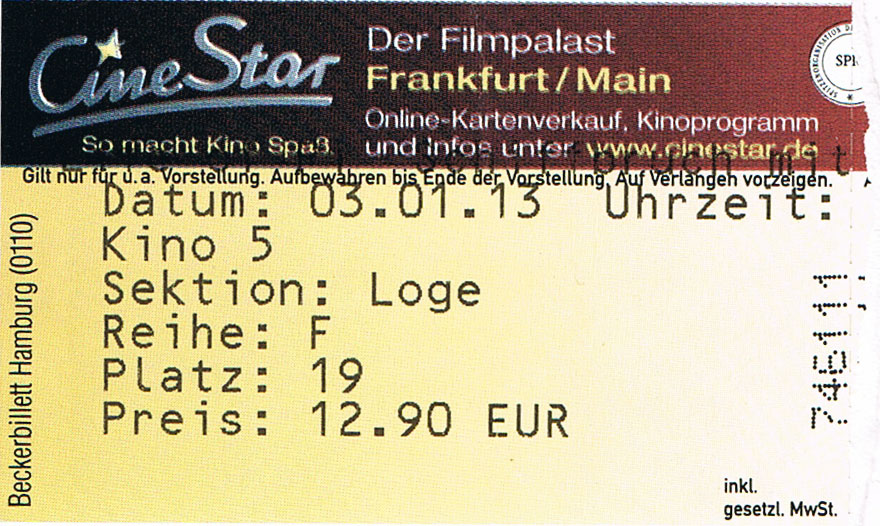 CineStar
So macht Kino Spaß.
Der Filmpalast
Frankfurt/Main
Online-Kartenverkauf, Kinoprogramm
und Infos unter www.cinestar.de
Gilt nur für u. a. Vorstellung. Aufbewahren bis Ende der Vorstellung. Auf Verlangen vorzeigen.
Datum: 03.01.13 Uhrzeit:
Kino 5
Sektion: Loge
Reihe: F
Platz: 19
Preis: 12.90 EUR
inkl.
gesetzl. MwSt.
Beckerbillett Hamburg (0110)